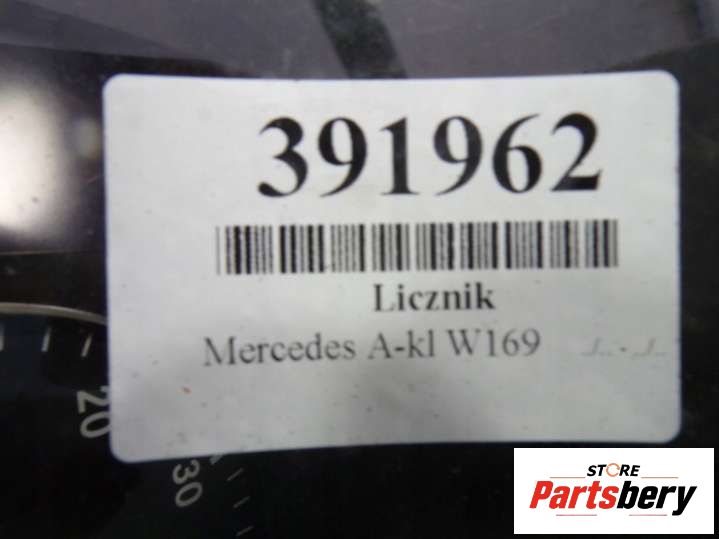 391962
Licznik
Mercedes A-kl W169
20
30
STORE
Partsbery